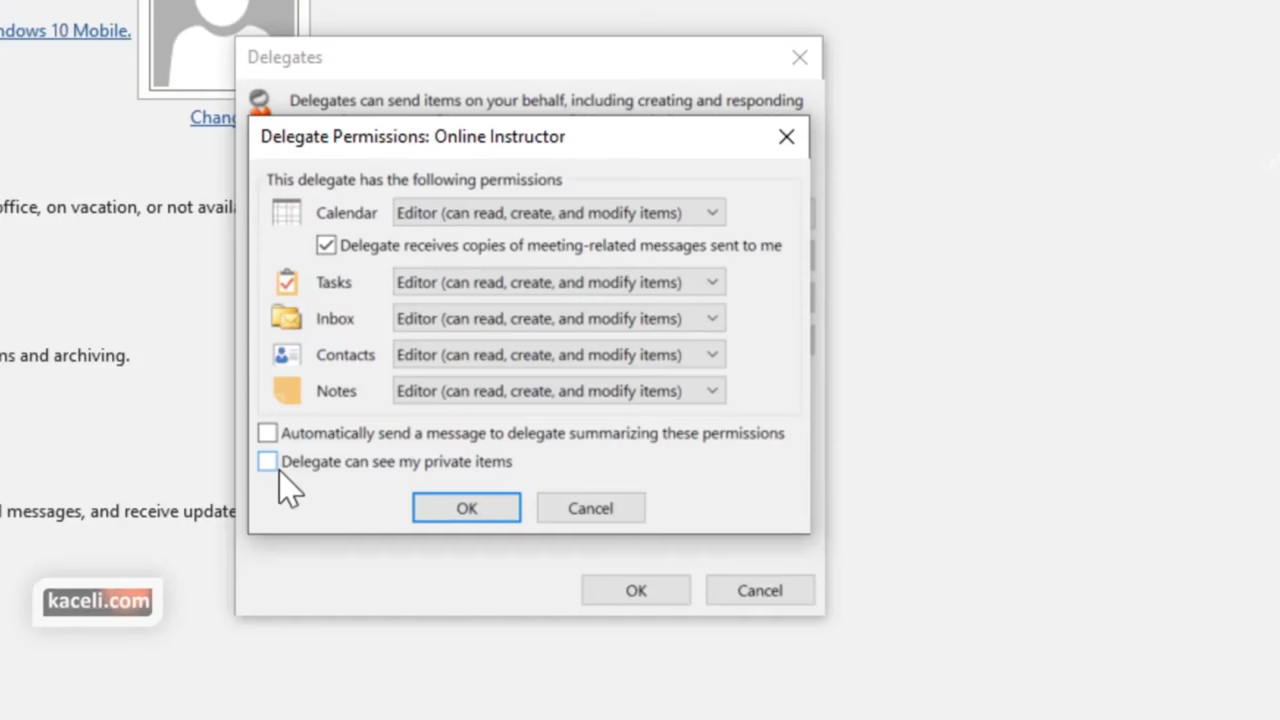 ndows 10 Mobile.
Delegates
Delegates can send items on your behalf, including creating and responding
Chang
Delegate Permissions: Online Instructor
This delegate has the following permissions
office, on vacation, or not availa
Calendar Editor (can read, create, and modify items)
Delegate receives copies of meeting-related messages sent to me
Tasks Editor (can read, create, and modify items)
Inbox Editor (can read, create, and modify items)
ns and archiving.
Contacts Editor (can read, create, and modify items)
Notes Editor (can read, create, and modify items)
Automatically send a message to delegate summarizing these permissions
Delegate can see my private items
messages, and receive update
OK Cancel
OK Cancel
kaceli.com